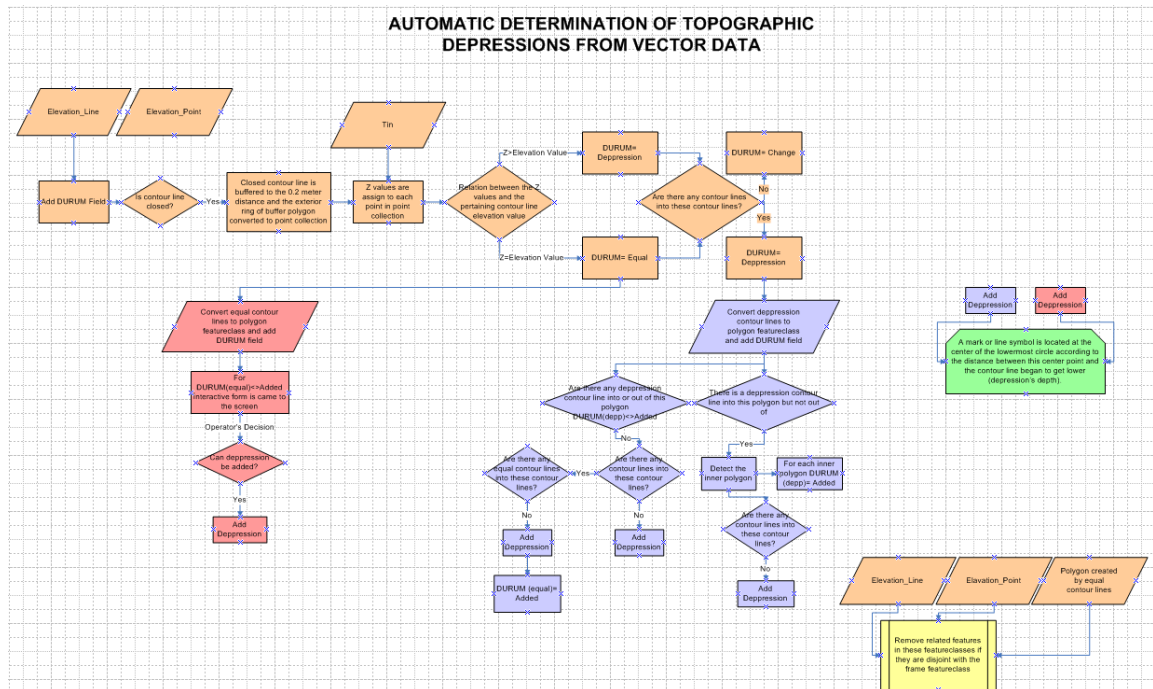 AUTOMATIC DETERMINATION OF TOPOGRAPHIC
DEPRESSIONS FROM VECTOR DATA
Elevation_Line
Elevation_Point
Tin
Add DURUM Field
Is contour line
closed?
Yes
Closed contour line is
buffered to the 0.2 meter
distance and the exterior
ring of buffer polygon
converted to point collection
Z values are
assign to each
point in point
collection
Relation between the Z
values and the
pertaining contour line
elevation value
Z>Elevation Value
Z=Elevation Value
DURUM=
Deppression
DURUM= Equal
Are there any contour lines
into these contour lines?
DURUM= Change
No
Yes
DURUM=
Deppression
Convert equal contour
lines to polygon
featureclass and add
DURUM field
For
DURUM(equal)<>Added
interactive form is came to
the screen
Operator's Decision
Can deppression
be added?
Yes
Add
Depression
Convert deppression
contour lines to
polygon featureclass
and add DURUM field
Are there any depression
contour line into or out of this
polygon
DURUM(depp)<>Added
There is a deppression contour
line into this polygon but not out
of
No
Yes
Are there any
equal contour lines
into these contour
lines?
Yes
Are there any
contour lines into
these contour
lines?
Detect the
inner polygon
For each inner
polygon DURUM
(depp)= Added
No
No
Add
Deppression
Add
Deppression
Are there any
contour lines into
these contour
lines?
DURUM (equal)=
Added
No
Add
Deppression
Add
Deppression
Add
Deppression
A mark or line symbol is located at the
center of the lowermost circle according to
the distance between this center point and
the contour line began to get lower
(depression's depth).
Elevation_Line
Elavation_Point
Polygon created
by equal
contour lines
Remove related features
in these featureclasses if
they are disjoint with the
frame featureclass